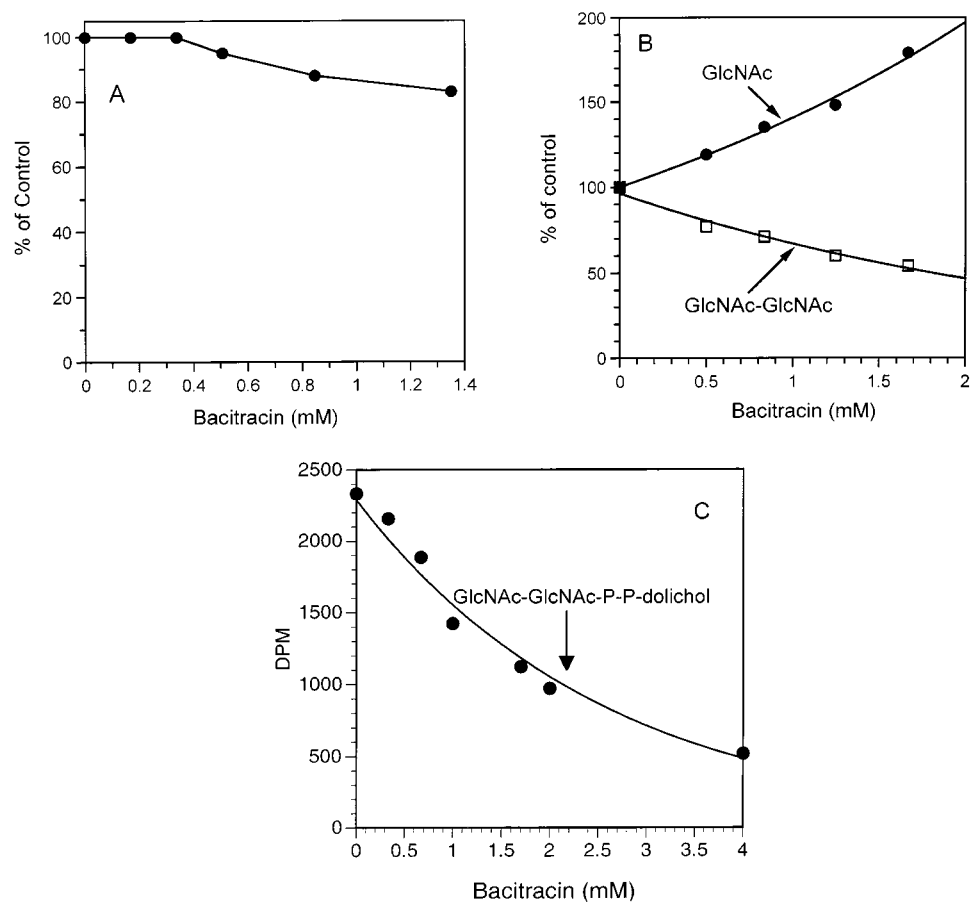 A
% of Control
100
80
60
40
20
0
0 0.2 0.4 0.6 0.8 1 1.2 1.4
Bacitracin (mM)
B
% of control
200
150
100
50
0
GlcNAc
GlcNAc-GlcNAc
0 0.5 1 1.5 2
Bacitracin (mM)
C
DPM
2500
2000
1500
1000
500
0
GlcNAc-GlcNAc-P-P-dolichol
0 0.5 1 1.5 2 2.5 3 3.5 4
Bacitracin (mM)